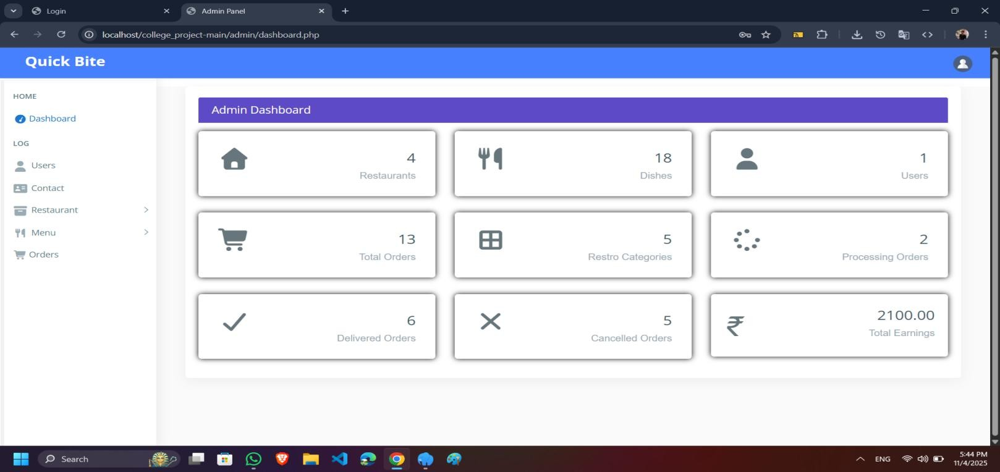 Login
Admin Panel
localhost/college_project-main/admin/dashboard.php
Quick Bite
HOME
Dashboard
LOG
Users
Contact
Restaurant
Menu
Orders
Admin Dashboard
4
Restaurants
18
Dishes
1
Users
13
Total Orders
5
Restro Categories
2
Processing Orders
6
Delivered Orders
5
Cancelled Orders
₹
2100.00
Total Earnings
Search
ENG
5:44 PM
11/4/2025